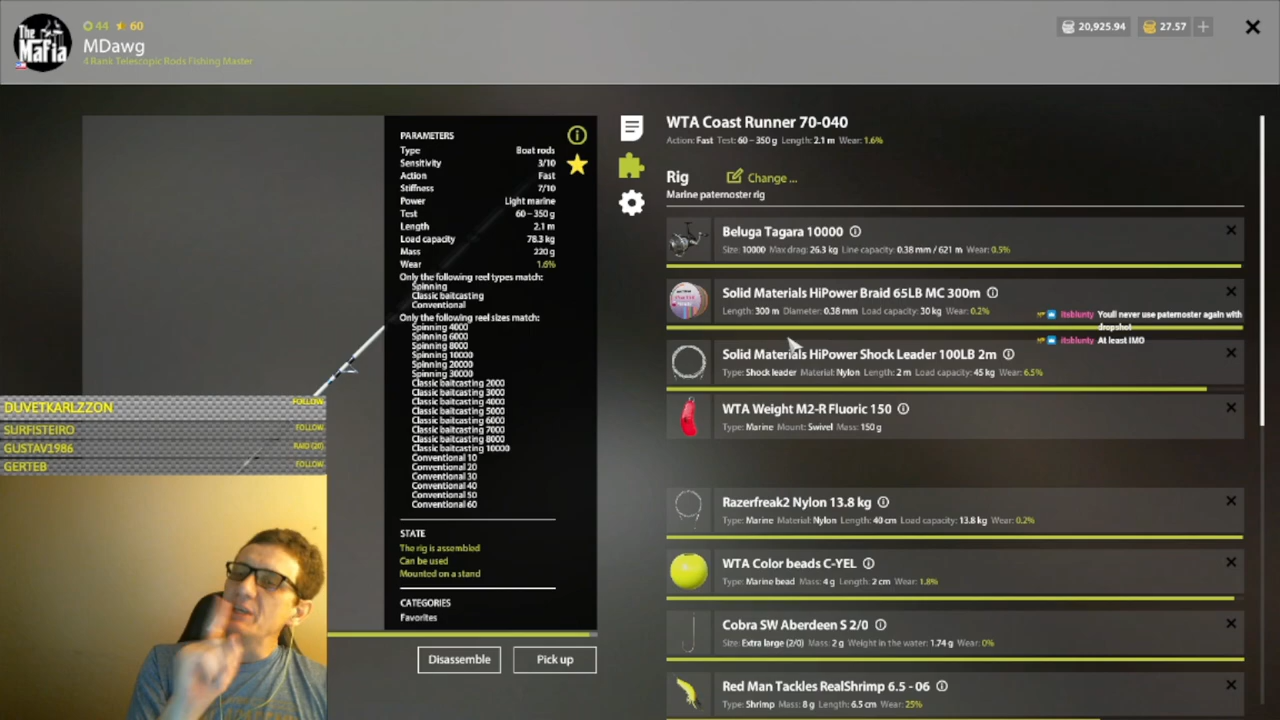 The
Mafia
44 60
MDawg
4 Rank Telescopic Rods Fishing Master
20,925.94 27.57
PARAMETERS
Type Boat rods
Sensitivity 3/10
Action Fast
Stiffness 7/10
Power Light marine
Test 60 – 350 g
Length 2.1 m
Load capacity 78.3 kg
Mass 220 g
Wear 1.6%
Only the following reel types match:
Spinning
Classic baitcasting
Conventional
Only the following reel sizes match:
Spinning 4000
Spinning 6000
Spinning 8000
Spinning 10000
Spinning 20000
Spinning 30000
Classic baitcasting 2000
Classic baitcasting 3000
Classic baitcasting 4000
Classic baitcasting 5000
Classic baitcasting 6000
Classic baitcasting 7000
Classic baitcasting 8000
Classic baitcasting 10000
Conventional 10
Conventional 20
Conventional 30
Conventional 40
Conventional 50
Conventional 60
STATE
The rig is assembled
Can be used
Mounted on a stand
CATEGORIES
Favorites
Disassemble Pick up
DUVETKARLZZON FOLLOW
SURFISTEIRO FOLLOW
GUSTAV1986 RAID (20)
GERTEB FOLLOW
WTA Coast Runner 70-040
Action: Fast Test: 60 – 350 g Length: 2.1 m Wear: 1.6%
Rig Change ...
Marine paternoster rig
Beluga Tagara 10000
Size: 10000 Max drag: 26.3 kg Line capacity: 0.38 mm / 621 m Wear: 0.5%
Solid Materials HiPower Braid 65LB MC 300m
Length: 300 m Diameter: 0.38 mm Load capacity: 30 kg Wear: 0.2%
itsblunty Youll never use paternoster again with
dropshot
itsblunty At least IMO
Solid Materials HiPower Shock Leader 100LB 2m
Type: Shock leader Material: Nylon Length: 2 m Load capacity: 45 kg Wear: 6.5%
WTA Weight M2-R Fluoric 150
Type: Marine Mount: Swivel Mass: 150 g
Razerfreak2 Nylon 13.8 kg
Type: Marine Material: Nylon Length: 40 cm Load capacity: 13.8 kg Wear: 0.2%
WTA Color beads C-YEL
Type: Marine bead Mass: 4 g Length: 2 cm Wear: 1.8%
Cobra SW Aberdeen S 2/0
Size: Extra large (2/0) Mass: 2 g Weight in the water: 1.74 g Wear: 0%
Red Man Tackles RealShrimp 6.5 - 06
Type: Shrimp Mass: 8 g Length: 6.5 cm Wear: 25%